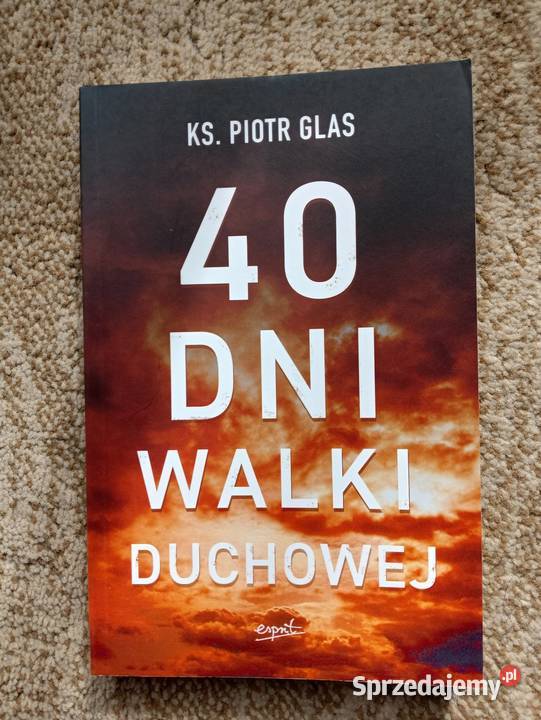 KS. PIOTR GLAS
40
DNI
WALKI
DUCHOWEJ
esprit
Sprzedajemy.pl